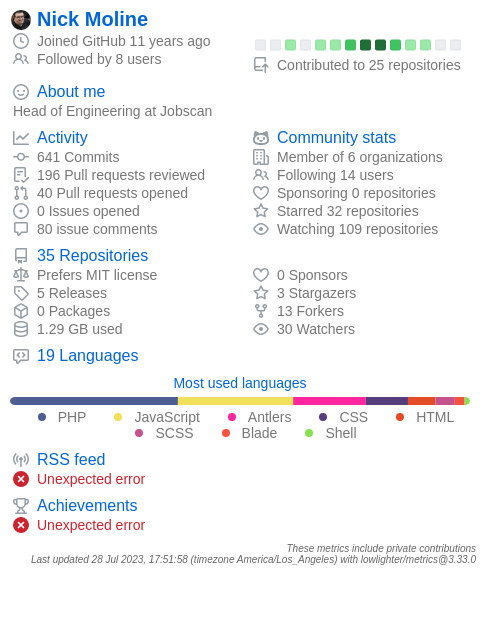 Nick Moline
Joined GitHub 11 years ago
Followed by 8 users
Contributed to 25 repositories
About me
Head of Engineering at Jobscan
Activity
641 Commits
196 Pull requests reviewed
40 Pull requests opened
0 Issues opened
80 issue comments
Community stats
Member of 6 organizations
Following 14 users
Sponsoring 0 repositories
Starred 32 repositories
Watching 109 repositories
35 Repositories
Prefers MIT license
5 Releases
0 Packages
1.29 GB used
0 Sponsors
3 Stargazers
13 Forkers
30 Watchers
19 Languages
Most used languages
PHP JavaScript Antlers CSS HTML
SCSS Blade Shell
RSS feed
Unexpected error
Achievements
Unexpected error
These metrics include private contributions
Last updated 28 Jul 2023, 17:51:58 (timezone America/Los_Angeles) with lowlighter/metrics@3.33.0